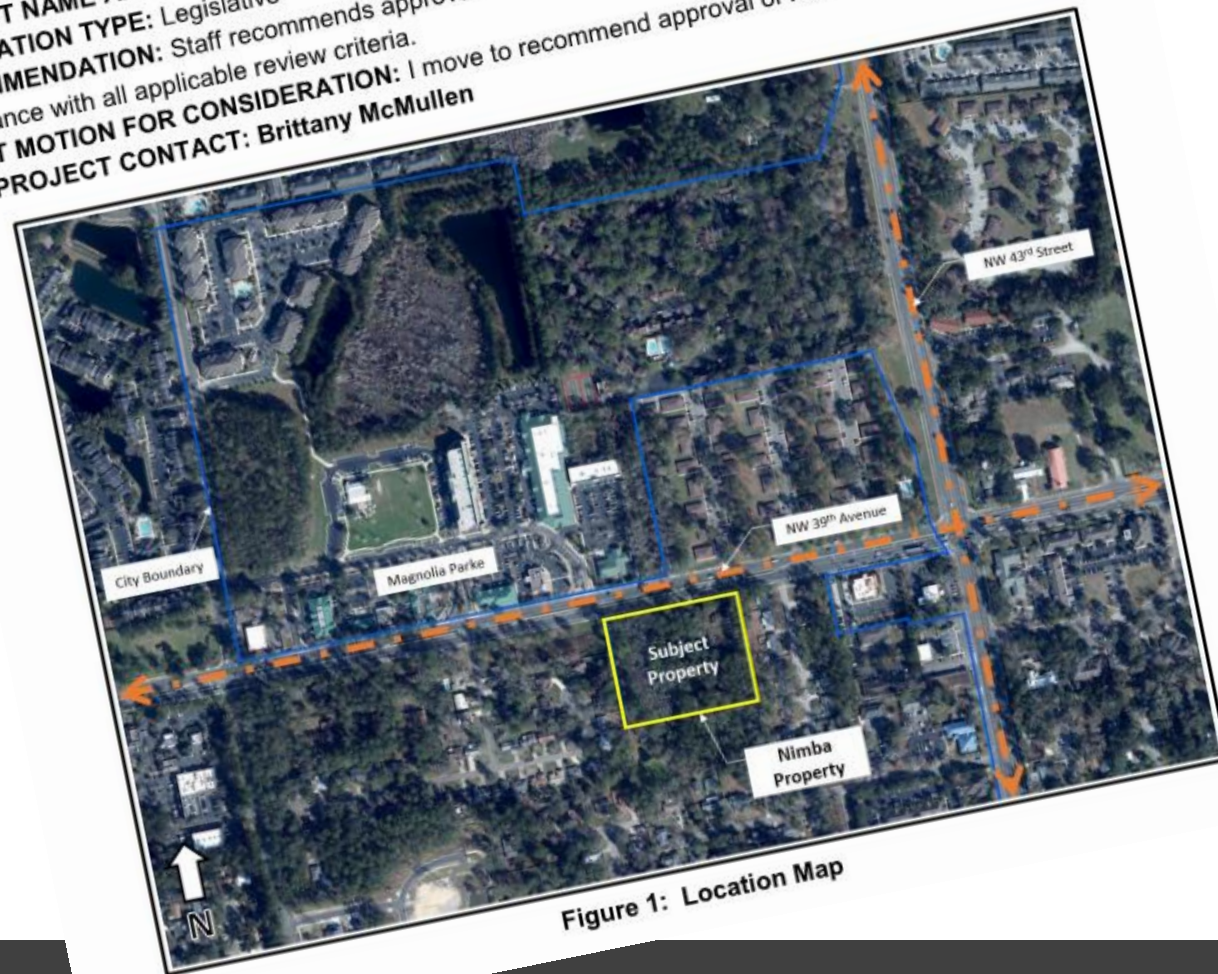 T NAME
ATION TYPE: Legislative
MMENDATION: Staff recommends
ance with all applicable review criteria.
T MOTION FOR CONSIDERATION: I move to recommend approval of
PROJECT CONTACT: Brittany McMullen
NW 43rd Street
NW 39th Avenue
City Boundary
Magnolia Parke
Subject
Property
Nimba
Property
N
Figure 1: Location Map